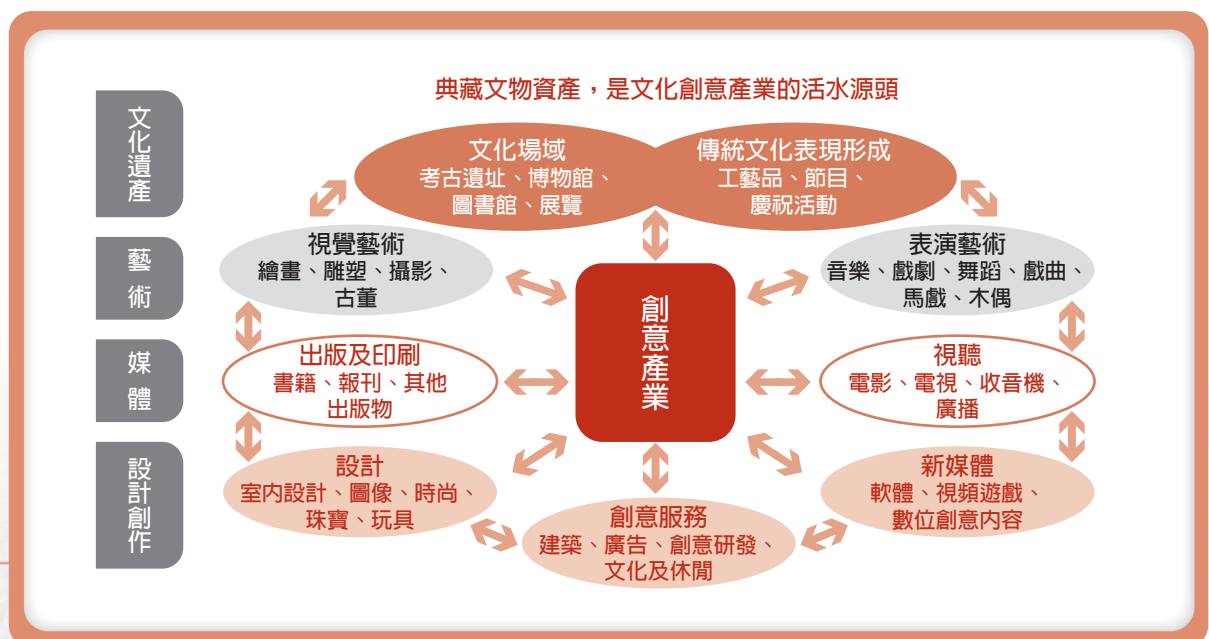 典藏文物資產，是文化創意產業的活水源頭
文化遺產
文化場域
考古遺址、博物館、
圖書館、展覽
傳統文化表現形成
工藝品、節目、
慶祝活動
藝術
視覺藝術
繪畫、雕塑、攝影、
古董
表演藝術
音樂、戲劇、舞蹈、戲曲、
馬戲、木偶
創意產業
媒體
出版及印刷
書籍、報刊、其他
出版物
視聽
電影、電視、收音機、
廣播
設計創作
設計
室內設計、圖像、時尚、
珠寶、玩具
創意服務
建築、廣告、創意研發、
文化及休閒
新媒體
軟體、視頻遊戲、
數位創意內容